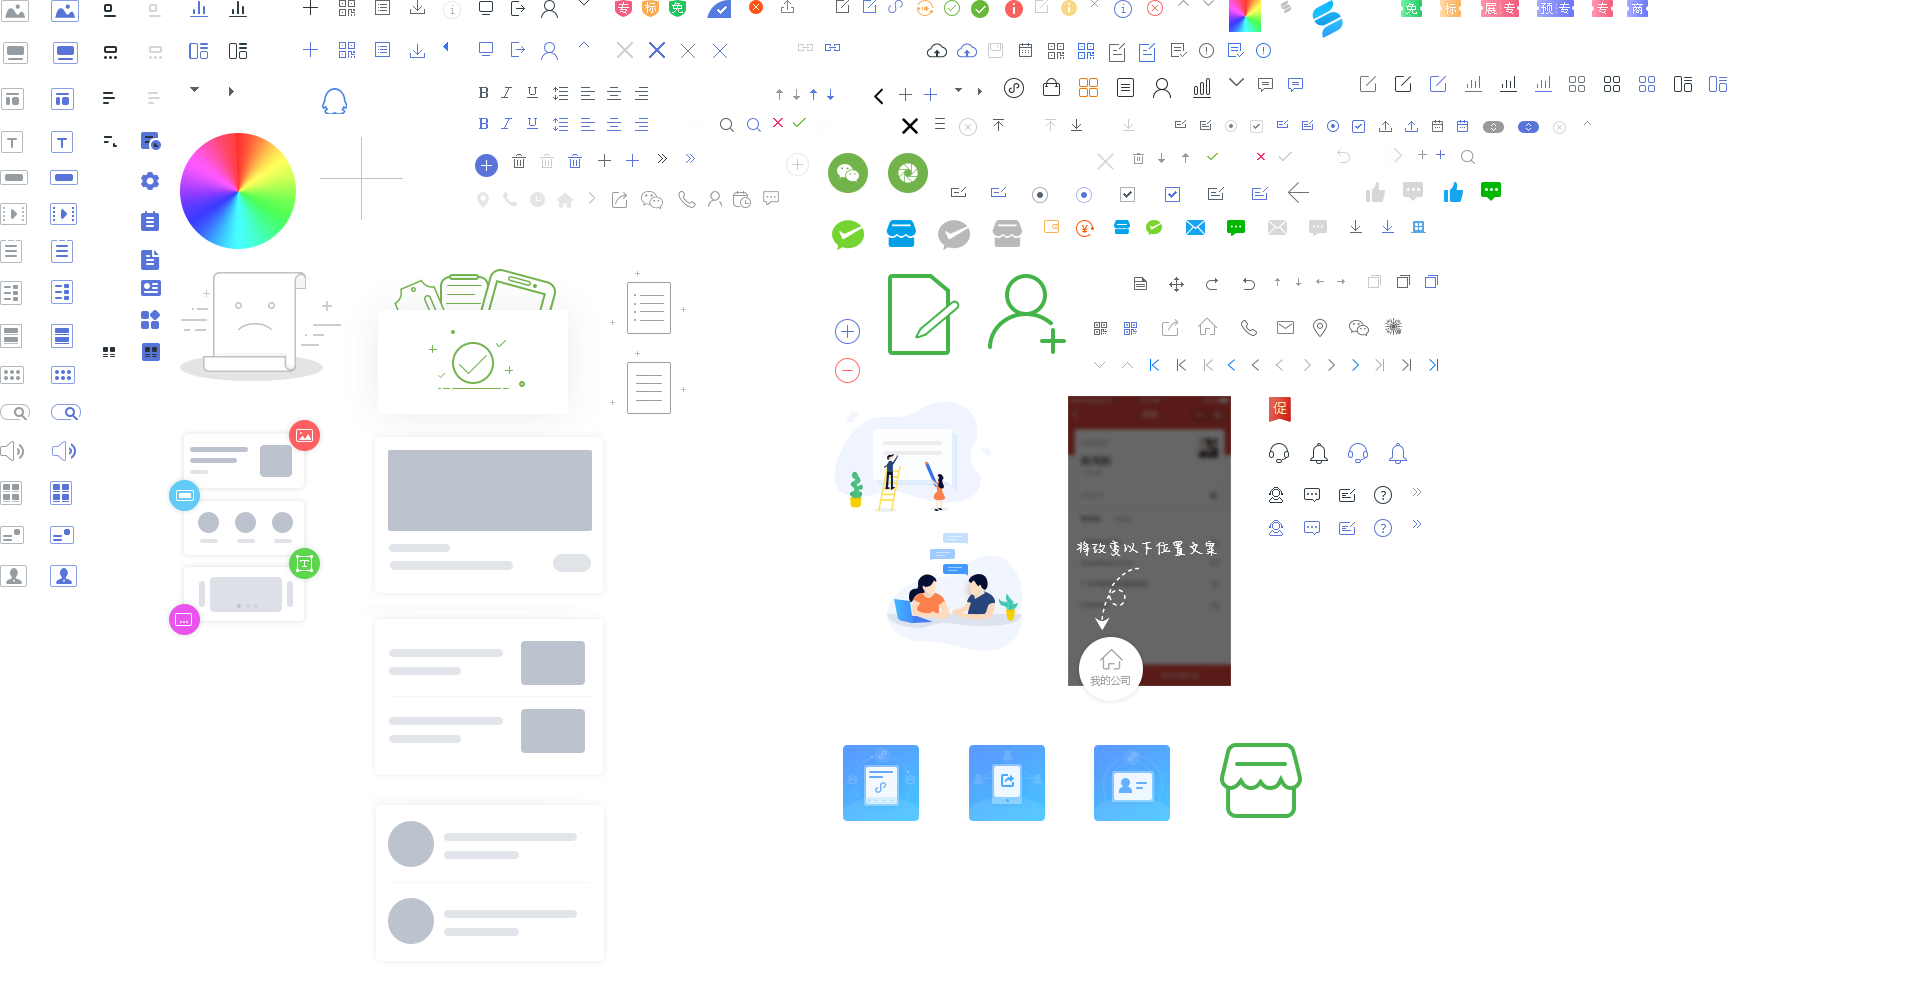 专 标 免
免 标 展 专 预 专 专 商
B
B
T T
促
将改变以下位置文案
我的公司